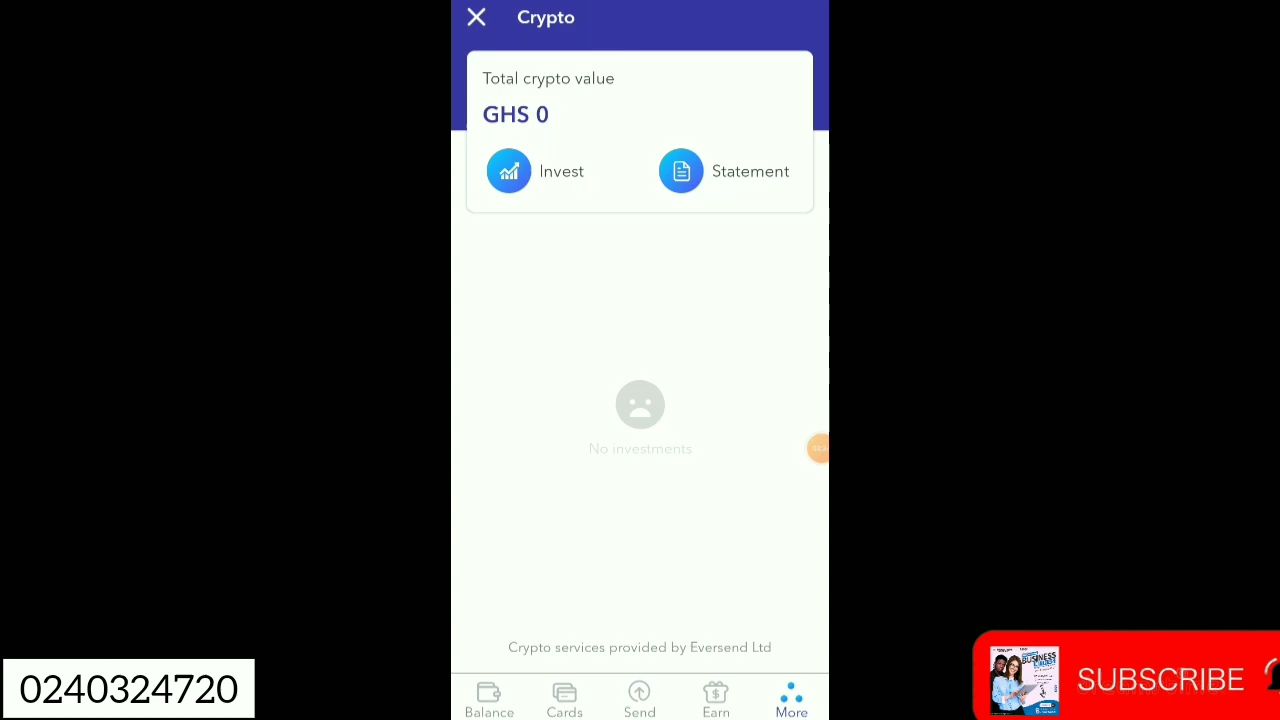 Crypto
Total crypto value
GHS 0
Invest
Statement
No investments
Crypto services provided by Eversend Ltd
Balance
Cards
Send
Earn
More
0240324720
BUSINESS
SUBSCRIBE